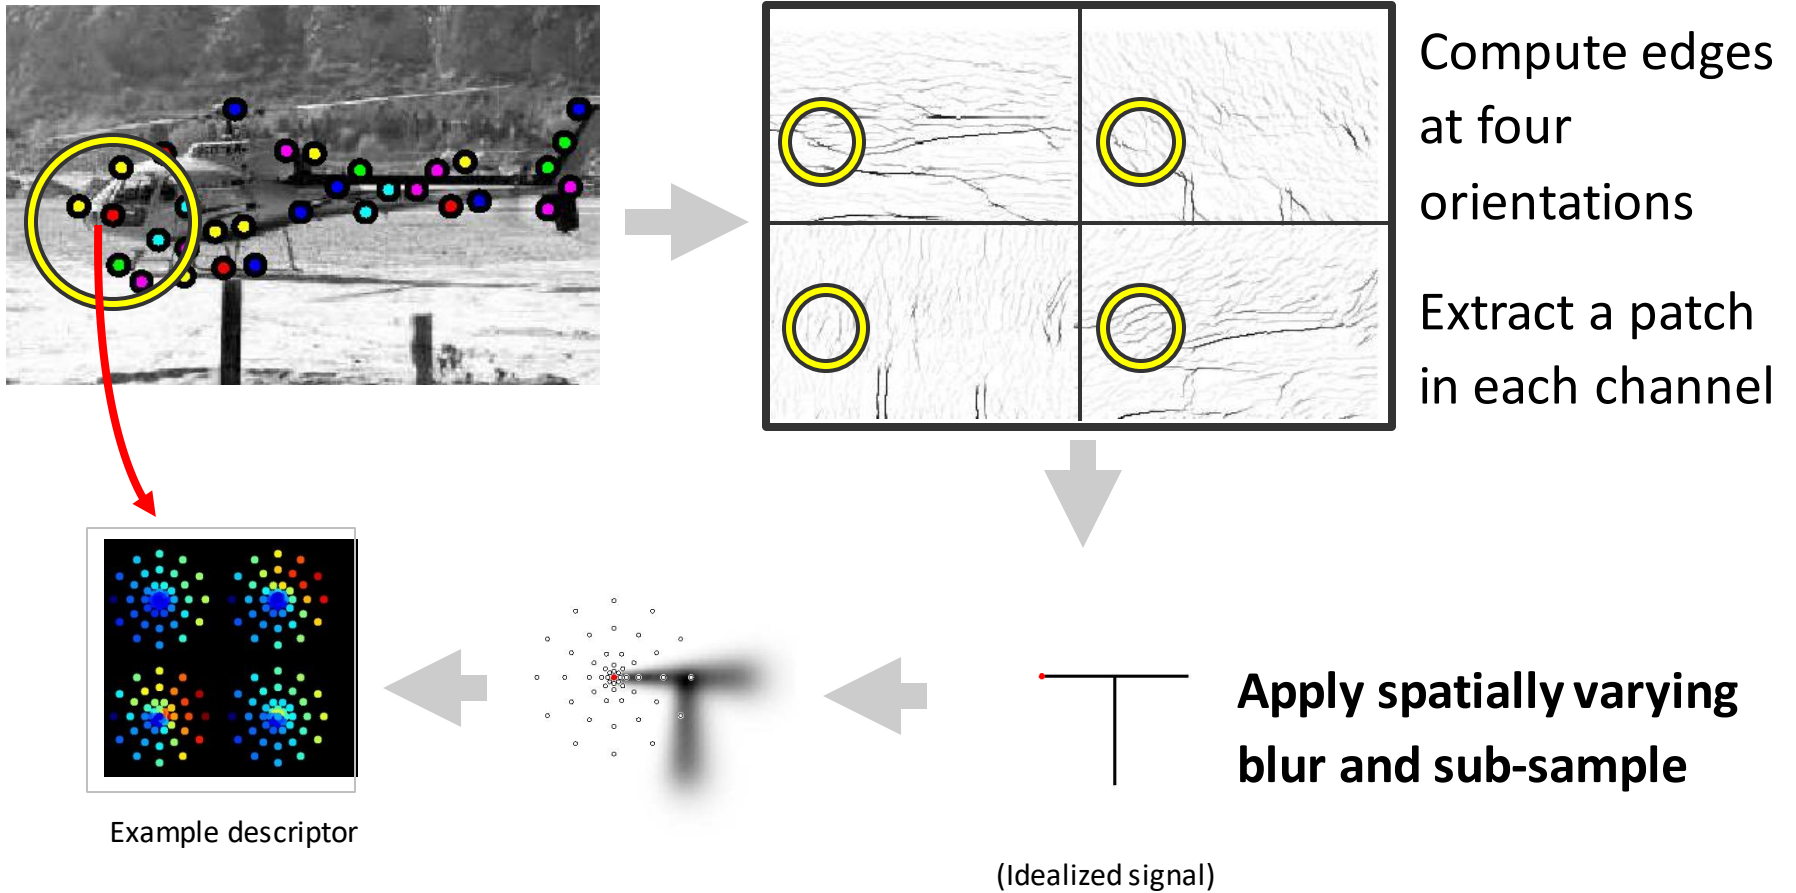 Compute edges
at four
orientations
Extract a patch
in each channel
Apply spatially varying
blur and sub-sample
Example descriptor
(Idealized signal)